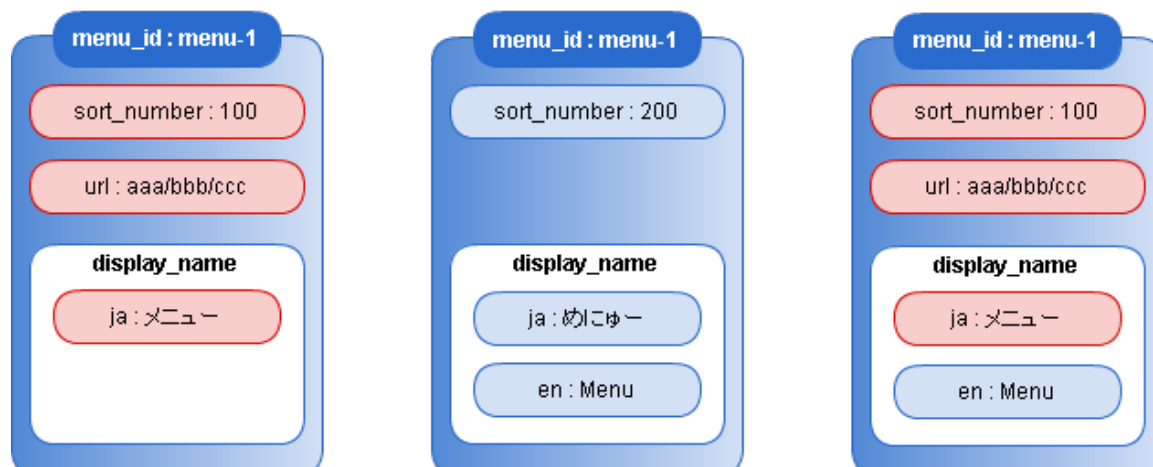 menu_id : menu-1
sort_number : 100
url : aaa/bbb/ccc
display_name
ja : メニュー
menu_id : menu-1
sort_number : 200
display_name
ja : めにゅー
en : Menu
menu_id : menu-1
sort_number : 100
url : aaa/bbb/ccc
display_name
ja : メニュー
en : Menu